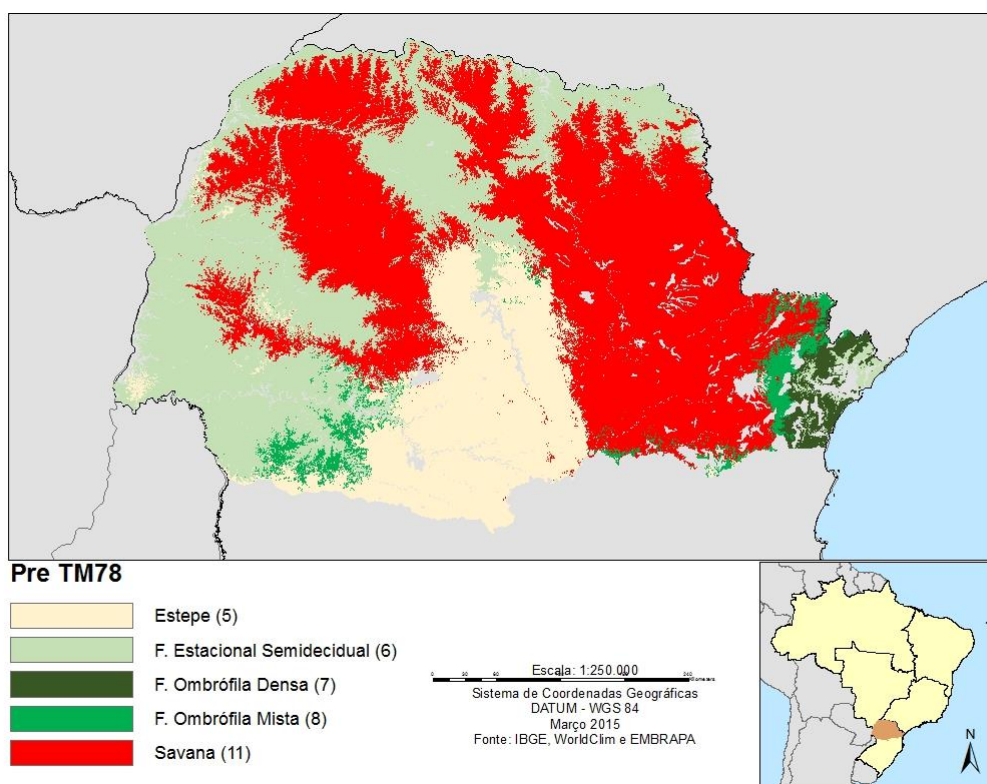 Pre TM78
Estepe (5)
F. Estacional Semidecidual (6)
F. Ombrófila Densa (7)
F. Ombrófila Mista (8)
Savana (11)
Escala: 1:250.000
Sistema de Coordenadas Geográficas
DATUM - WGS 84
Março 2015
Fonte: IBGE, WorldClim e EMBRAPA
N